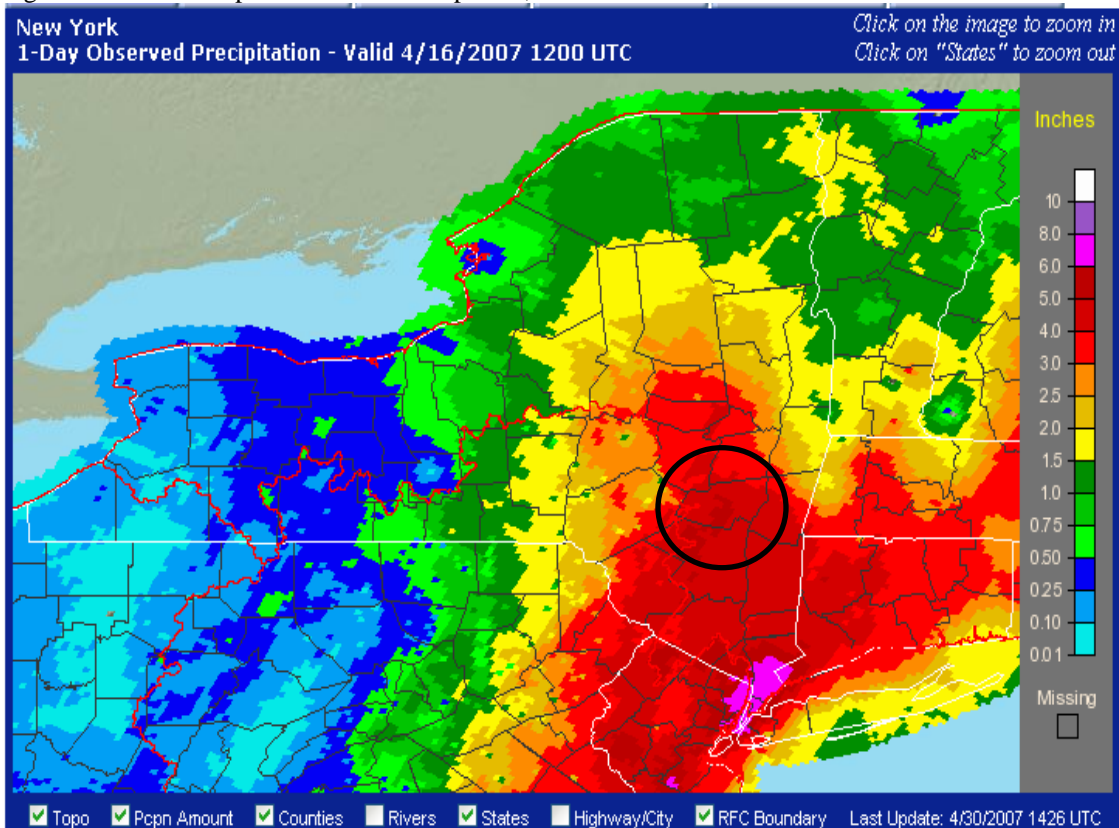 New York
1-Day Observed Precipitation - Valid 4/16/2007 1200 UTC
Click on the image to zoom in
Click on "States" to zoom out
Inches
10
8.0
6.0
5.0
4.0
3.0
2.5
2.0
1.5
1.0
0.75
0.50
0.25
0.10
0.01
Missing
Topo
Pcpn Amount
Counties
Rivers
States
Highway/City
RFC Boundary
Last Update: 4/30/2007 1426 UTC